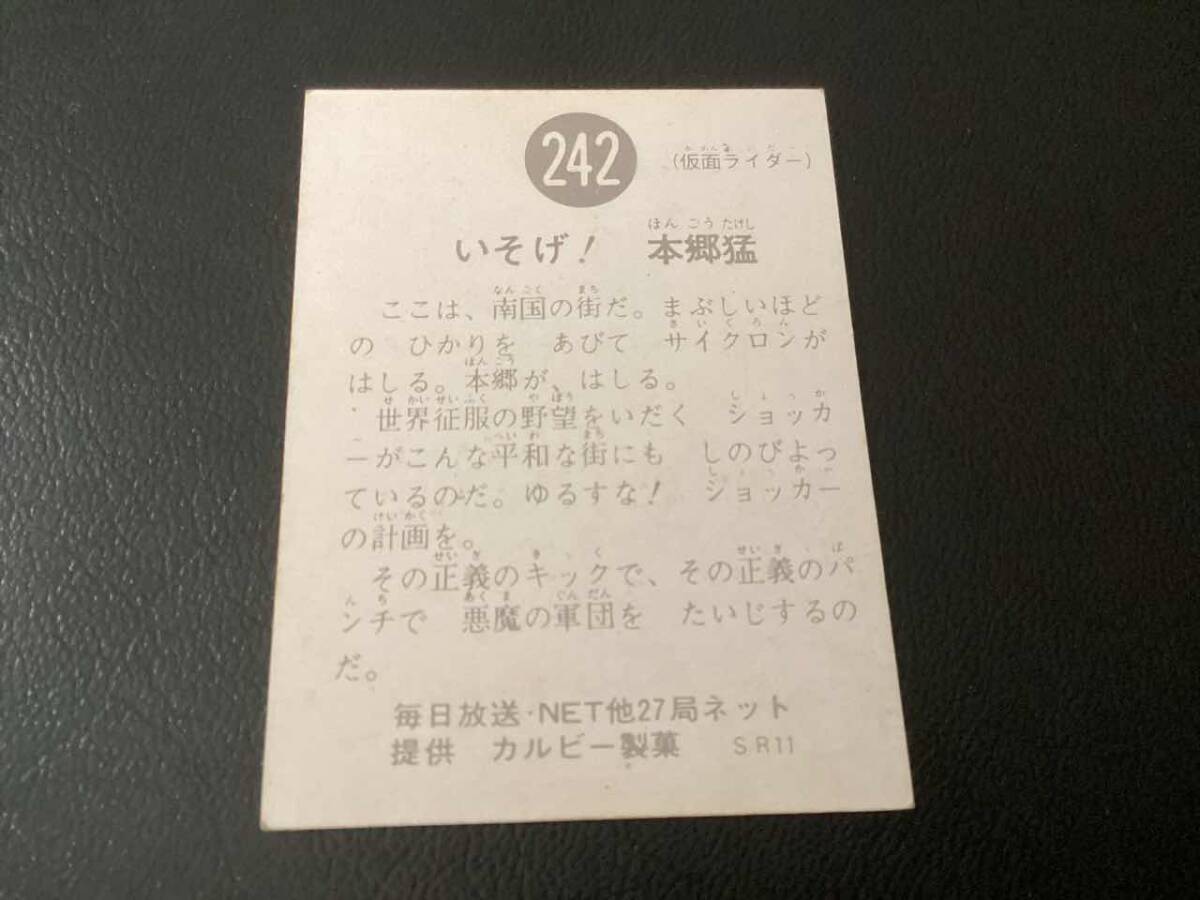 242
(仮面ライダー)
いそげ! 本郷猛
ここは、南国の街だ。まぶしいほど
の ひかりを あびて サイクロンが
はしる。本郷が、はしる。
世界征服の野望をいだく ショッカ
ーがこんな平和な街にも しのびよっ
ているのだ。ゆるすな! ショッカー
の計画を。
その正義のキックで、その正義のパ
ンチで 悪魔の軍団を たいじするの
だ。
毎日放送・NET他27局ネット
提供 カルビー製菓 SR11